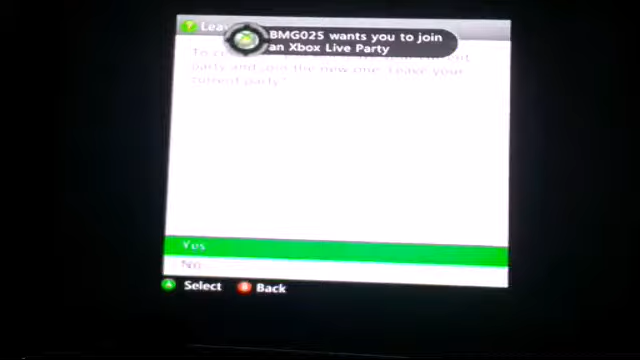 Lea
BMG025 wants you to join
an Xbox Live Party
party and join the new one. Leave your
current party?
Yes
No
A Select B Back